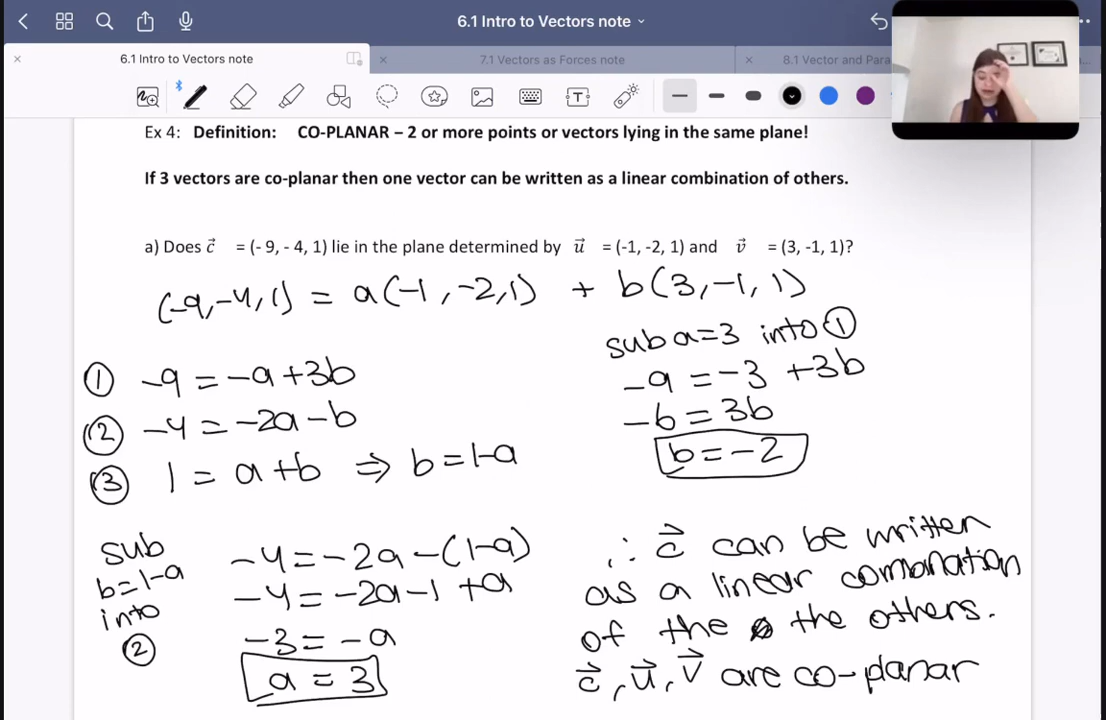 6.1 Intro to Vectors note
6.1 Intro to Vectors note
7.1 Vectors as Forces note
8.1 Vector and Para
Ex 4: Definition: CO-PLANAR – 2 or more points or vectors lying in the same plane!
If 3 vectors are co-planar then one vector can be written as a linear combination of others.
a) Does c⃗ = (- 9, - 4, 1) lie in the plane determined by u⃗ = (-1, -2, 1) and v⃗ = (3, -1, 1)?
(-9,-4,1) = a(-1,-2,1) + b(3,-1,1)
① -9 = -a+3b
② -4 = -2a-b
③ 1 = a+b ⇒ b=1-a
sub
b=1-a
into
②
-4=-2a-(1-a)
-4=-2a-1+a
-3=-a
a=3
sub a=3 into ①
-9=-3+3b
-6=3b
b=-2
∴ c⃗ can be written
as a linear combonation
of the the others.
c⃗, u⃗, v⃗ are co-planar